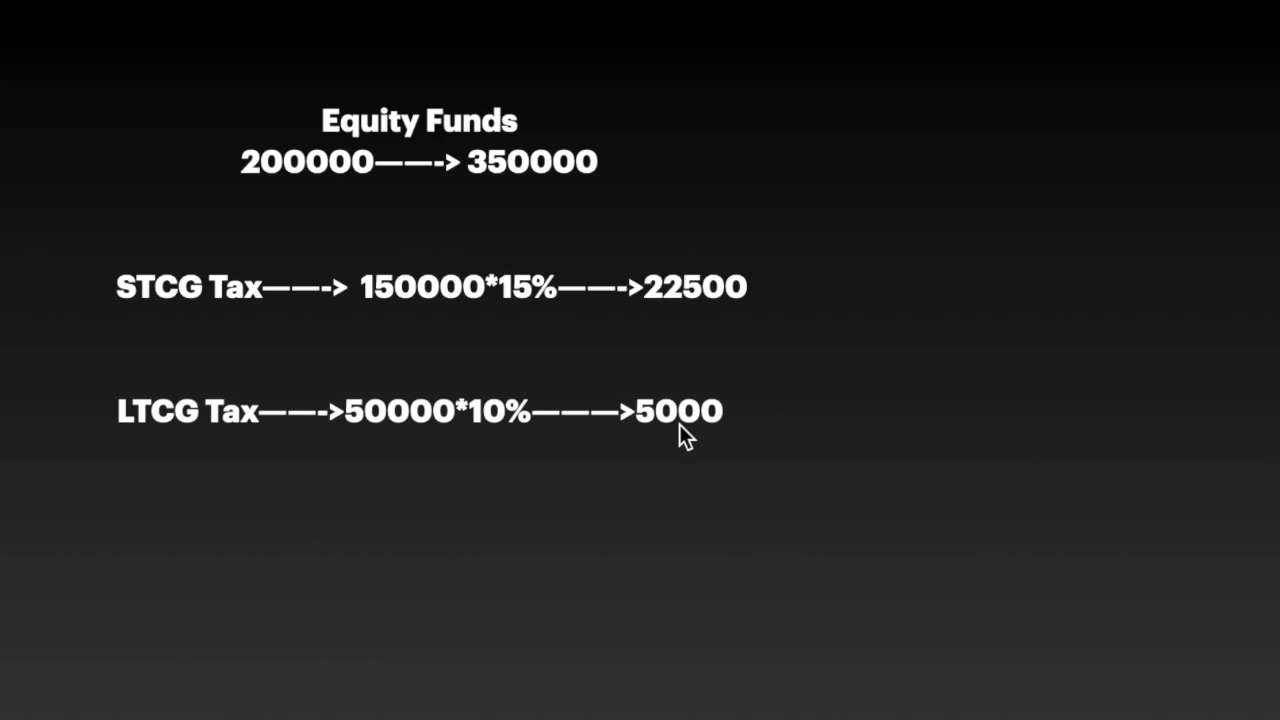 Equity Funds
200000——-> 350000
STCG Tax——-> 150000*15%——->22500
LTCG Tax——->50000*10%———>5000